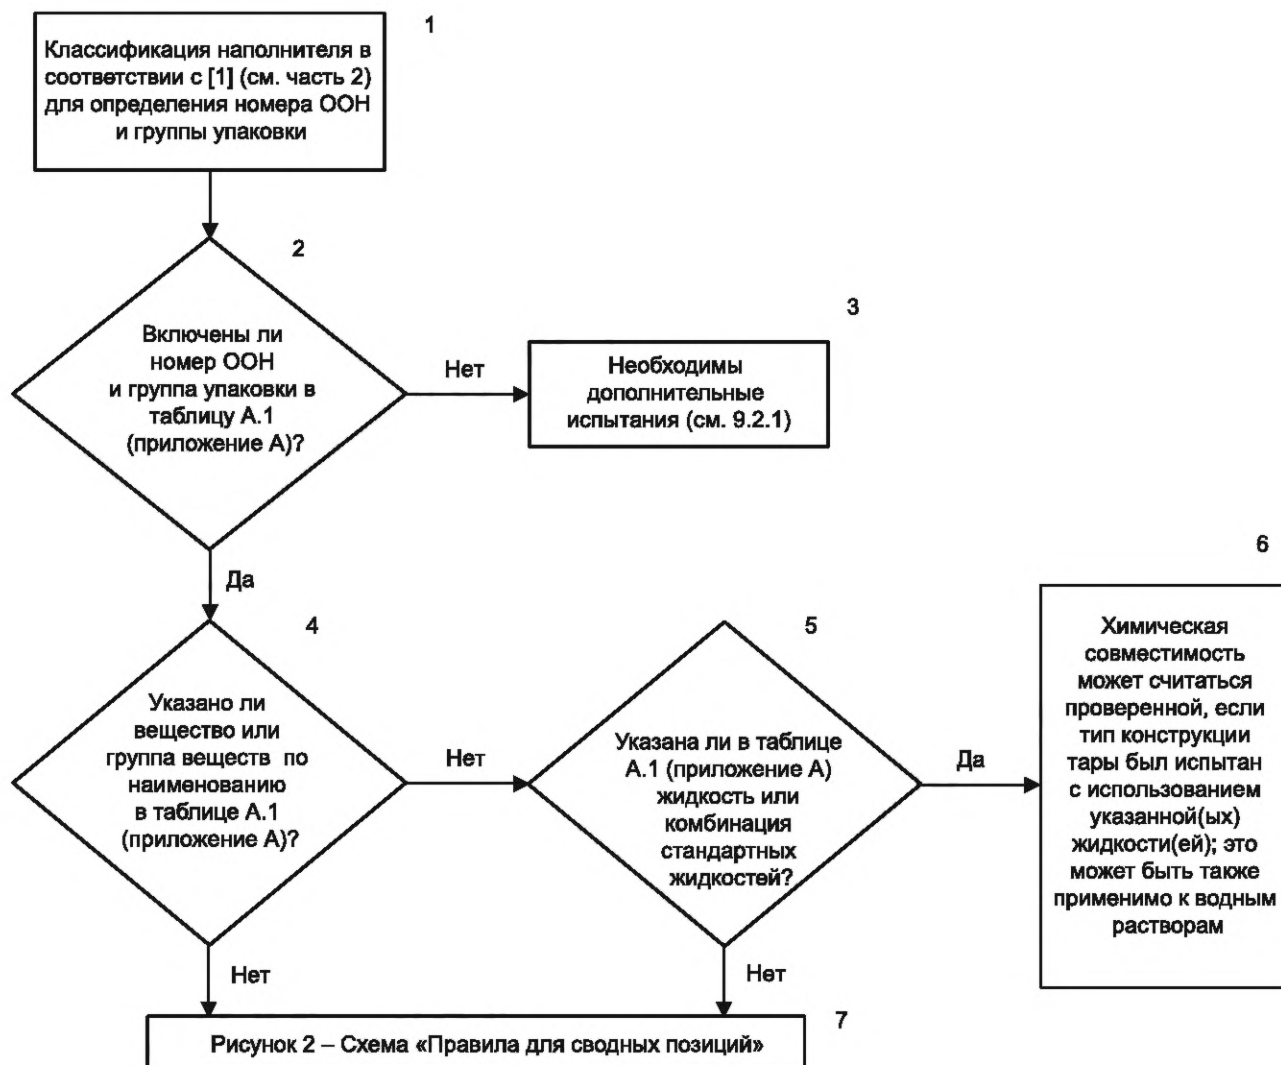 1
Классификация наполнителя в
соответствии с [1] (см. часть 2)
для определения номера ООН
и группы упаковки
2
Включены ли
номер ООН
и группа упаковки в
таблицу А.1
(приложение А)?
Нет
3
Необходимы
дополнительные
испытания (см. 9.2.1)
Да
4
Указано ли
вещество или
группа веществ по
наименованию
в таблице А.1
(приложение А)?
Нет
5
Указана ли в таблице
А.1 (приложение А)
жидкость или
комбинация
стандартных
жидкостей?
Да
6
Химическая
совместимость
может считаться
проверенной, если
тип конструкции
тары был испытан
с использованием
указанной(ых)
жидкости(ей); это
может быть также
применимо к водным
растворам
Нет
Нет
7
Рисунок 2 – Схема «Правила для сводных позиций»